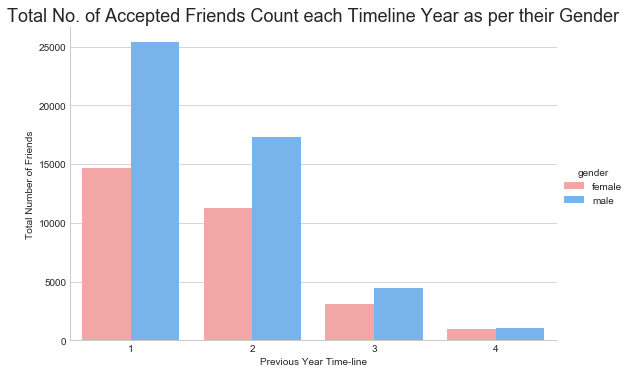 Total No. of Accepted Friends Count each Timeline Year as per their Gender
25000
20000
15000
10000
5000
0
Total Number of Friends
1 2 3 4
Previous Year Time-line
gender
female
male